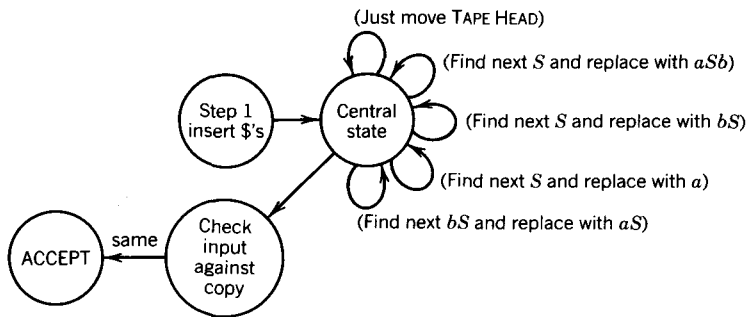 (Just move TAPE HEAD)
(Find next S and replace with aSb)
Step 1
insert $'s
Central
state
(Find next S and replace with bS)
(Find next S and replace with a)
(Find next bS and replace with aS)
Check
input
against
copy
same
ACCEPT